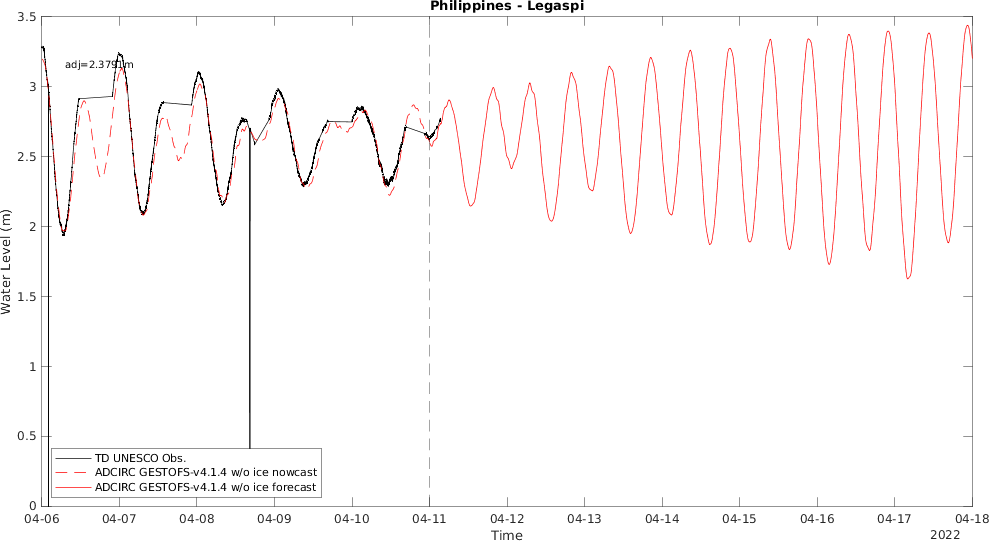 Philippines - Legaspi
3.5
3
2.5
2
1.5
1
0.5
0
Water Level (m)
adj=2.3791m
TD UNESCO Obs.
ADCIRC GESTOFS-v4.1.4 w/o ice nowcast
ADCIRC GESTOFS-v4.1.4 w/o ice forecast
04-06 04-07 04-08 04-09 04-10 04-11 04-12 04-13 04-14 04-15 04-16 04-17 04-18
Time
2022